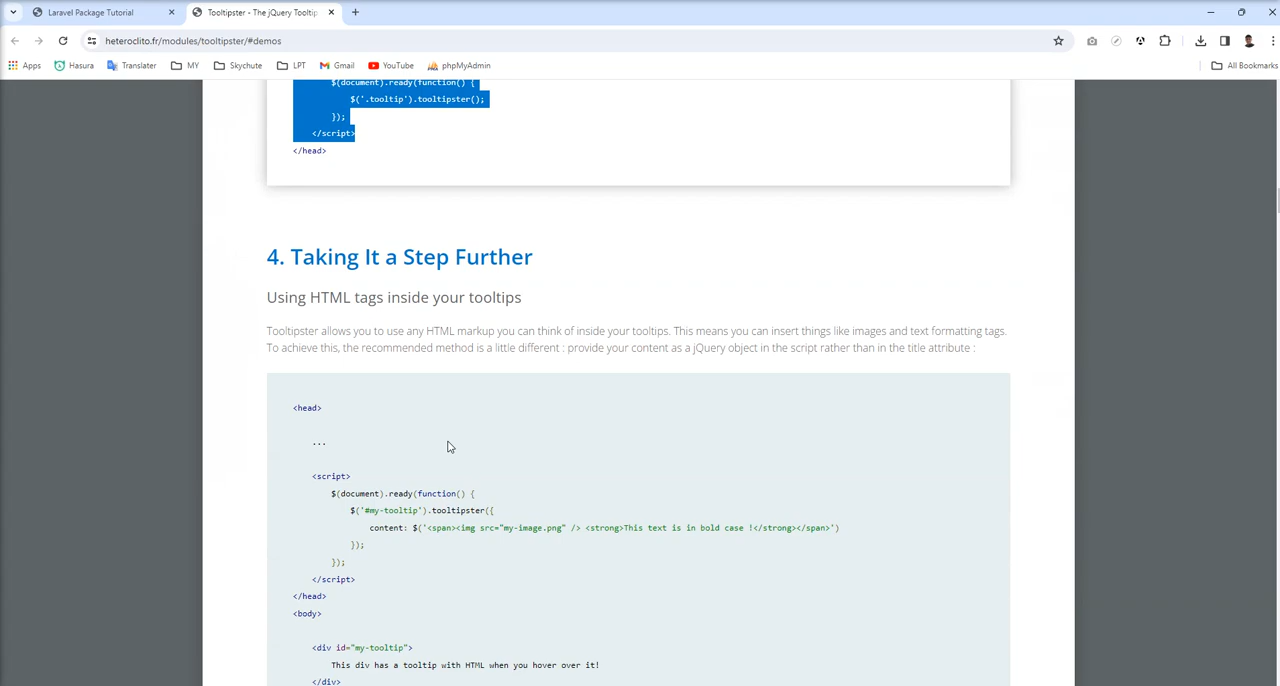 Laravel Package Tutorial
Tooltipster - The jQuery Tooltip
heteroclito.fr/modules/tooltipster/#demos
Apps Hasura Translater MY Skychute LPT Gmail YouTube phpMyAdmin All Bookmarks
$(document).ready(function() {
$('.tooltip').tooltipster();
});
</script>
</head>
4. Taking It a Step Further
Using HTML tags inside your tooltips
Tooltipster allows you to use any HTML markup you can think of inside your tooltips. This means you can insert things like images and text formatting tags.
To achieve this, the recommended method is a little different : provide your content as a jQuery object in the script rather than in the title attribute :
<head>
...
<script>
$(document).ready(function() {
$('#my-tooltip').tooltipster({
content: $('<span><img src="my-image.png" /> <strong>This text is in bold case !</strong></span>')
});
});
</script>
</head>
<body>
<div id="my-tooltip">
This div has a tooltip with HTML when you hover over it!
</div>